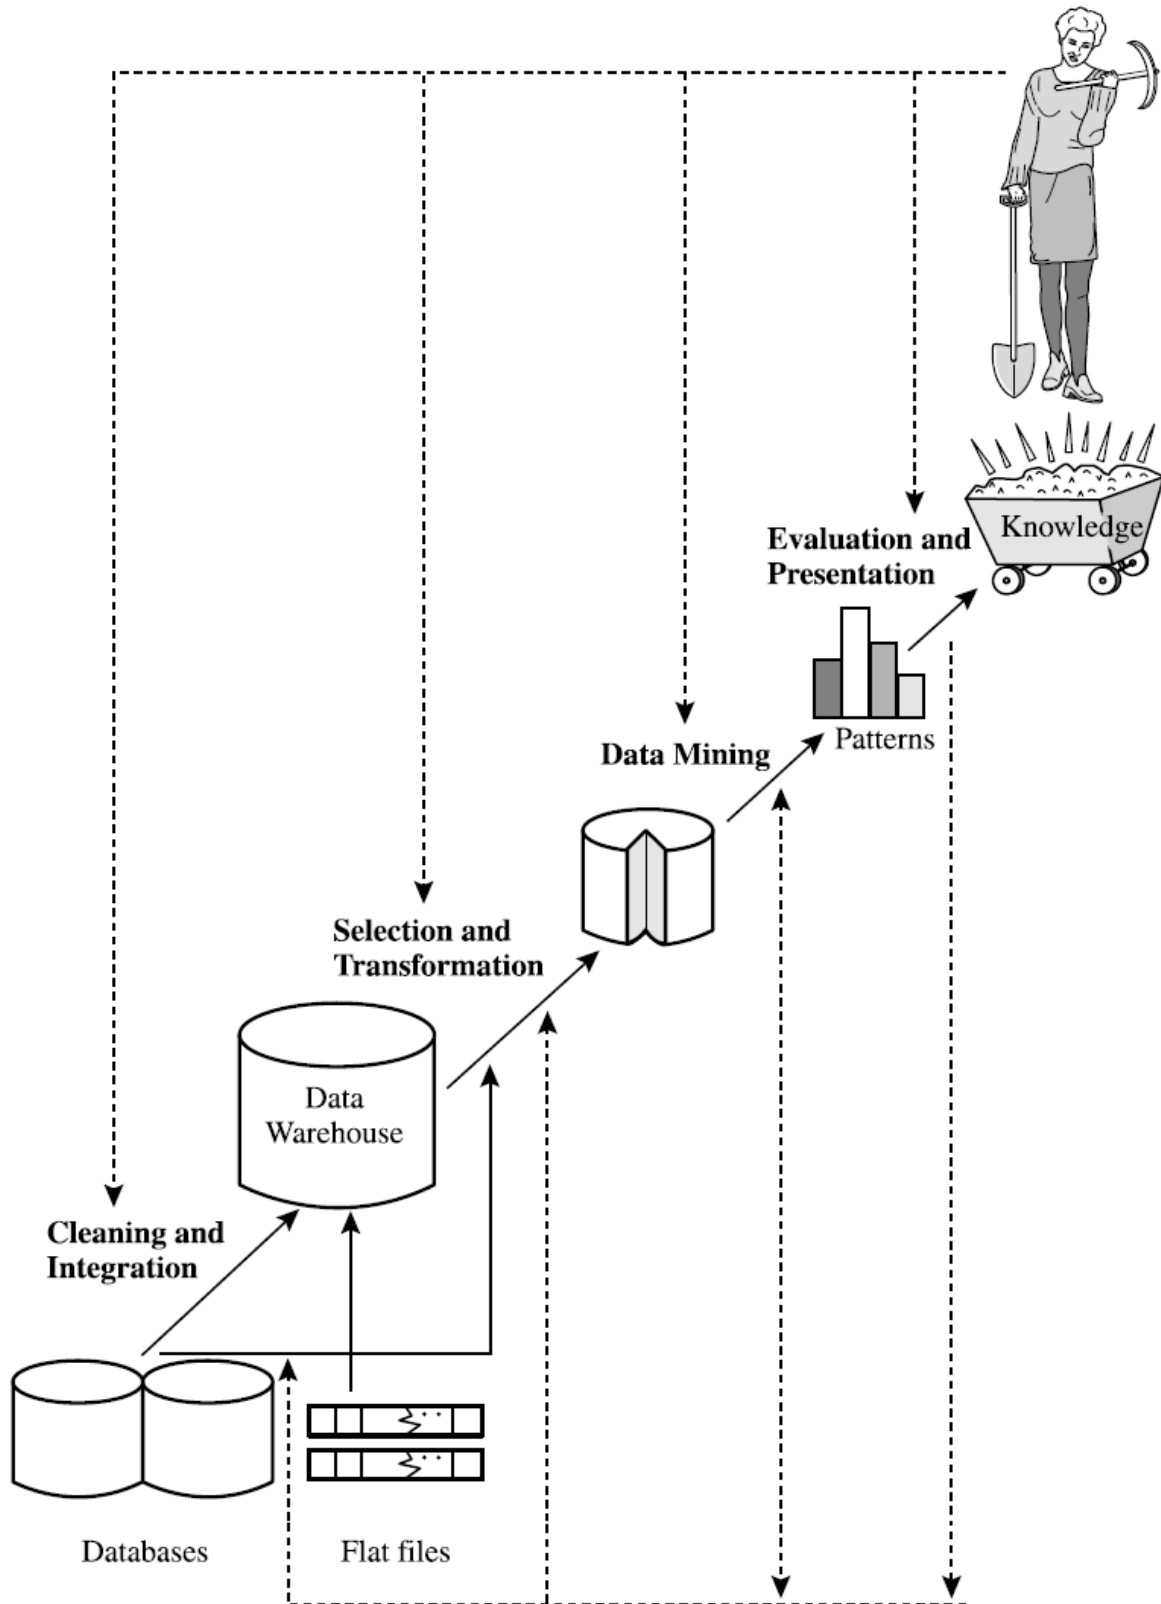 Evaluation and
Presentation
Knowledge
Patterns
Data Mining
Selection and
Transformation
Data
Warehouse
Cleaning and
Integration
Databases
Flat files